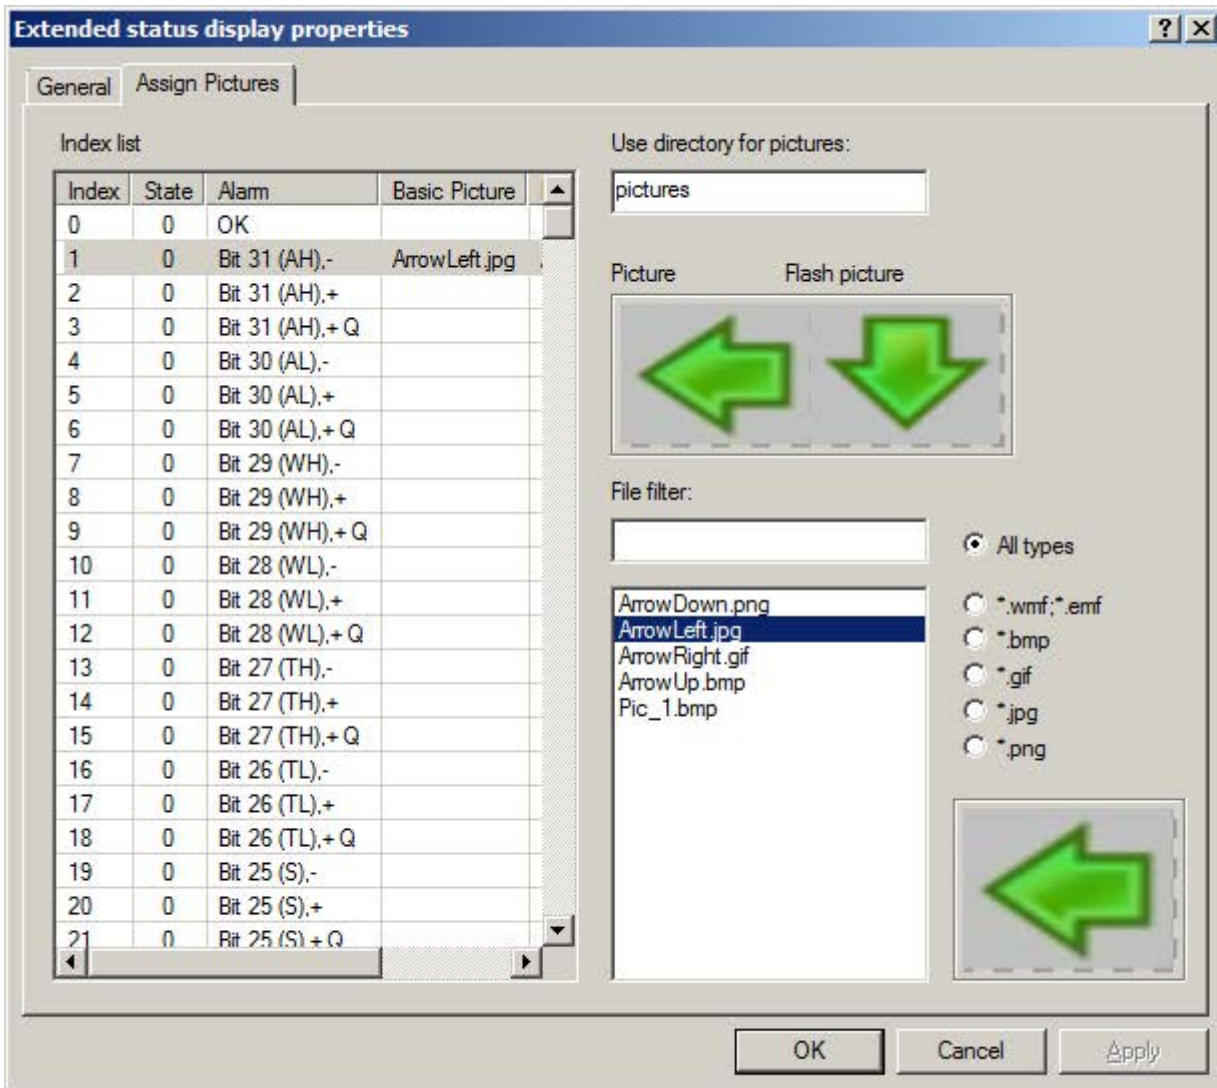 Extended status display properties
General Assign Pictures
Index list
Index State Alarm Basic Picture
0 0 OK
1 0 Bit 31 (AH),- ArrowLeft.jpg
2 0 Bit 31 (AH),+
3 0 Bit 31 (AH),+ Q
4 0 Bit 30 (AL),-
5 0 Bit 30 (AL),+
6 0 Bit 30 (AL),+ Q
7 0 Bit 29 (WH),-
8 0 Bit 29 (WH),+
9 0 Bit 29 (WH),+ Q
10 0 Bit 28 (WL),-
11 0 Bit 28 (WL),+
12 0 Bit 28 (WL),+ Q
13 0 Bit 27 (TH),-
14 0 Bit 27 (TH),+
15 0 Bit 27 (TH),+ Q
16 0 Bit 26 (TL),-
17 0 Bit 26 (TL),+
18 0 Bit 26 (TL),+ Q
19 0 Bit 25 (S),-
20 0 Bit 25 (S),+
21 0 Bit 25 (S) + Q
Use directory for pictures:
pictures
Picture Flash picture
File filter:
All types
*.wmf;*.emf
*.bmp
*.gif
*.jpg
*.png
ArrowDown.png
ArrowLeft.jpg
ArrowRight.gif
ArrowUp.bmp
Pic_1.bmp
OK Cancel Apply